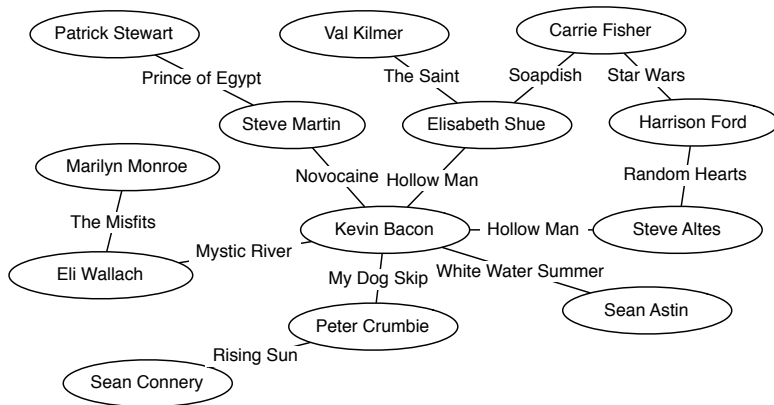 Patrick Stewart
Val Kilmer
Carrie Fisher
Prince of Egypt
The Saint
Soapdish
Star Wars
Steve Martin
Elisabeth Shue
Harrison Ford
Marilyn Monroe
Novocaine
Hollow Man
Random Hearts
The Misfits
Kevin Bacon
Hollow Man
Steve Altes
Mystic River
Eli Wallach
My Dog Skip
White Water Summer
Sean Astin
Peter Crumbie
Rising Sun
Sean Connery